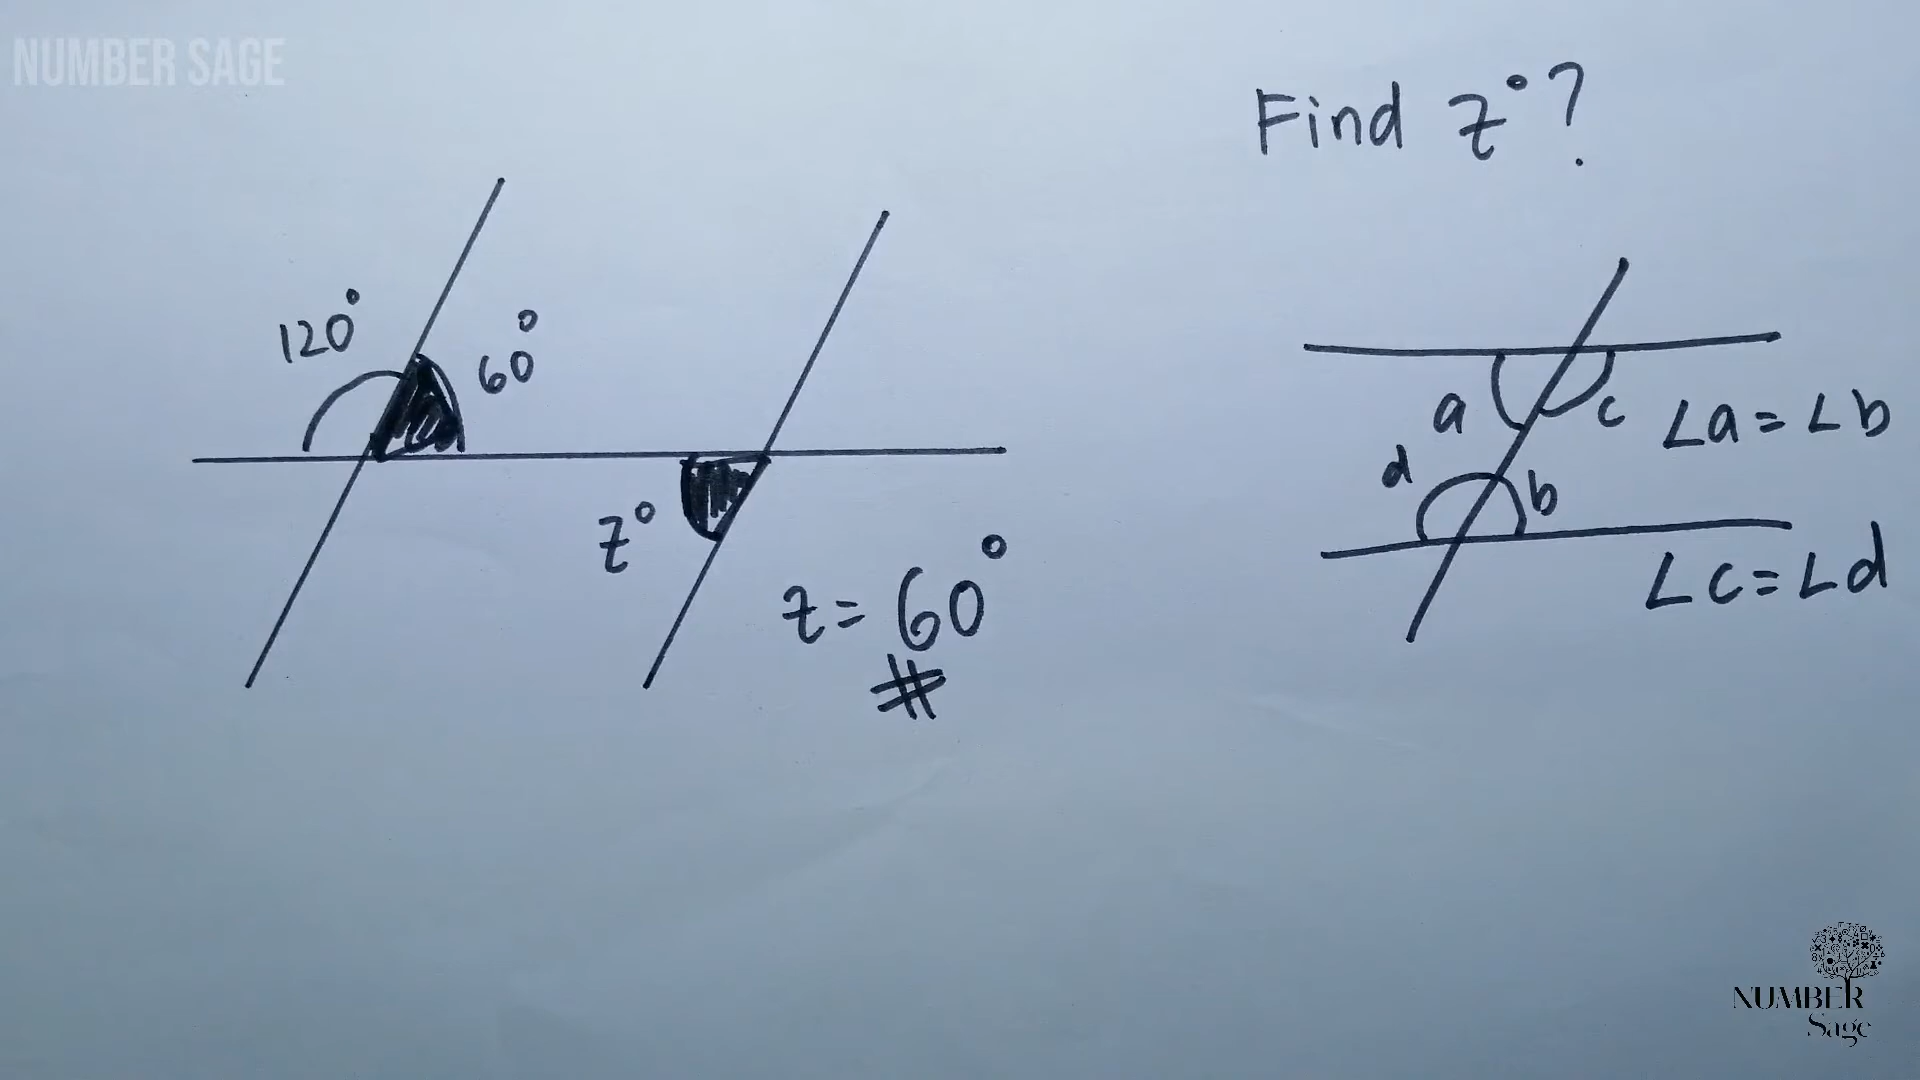 NUMBER SAGE
Find z°?
120°
60°
z°
z = 60°
#
a
c
∠a = ∠b
d
b
∠c = ∠d
NUMBER
Sage